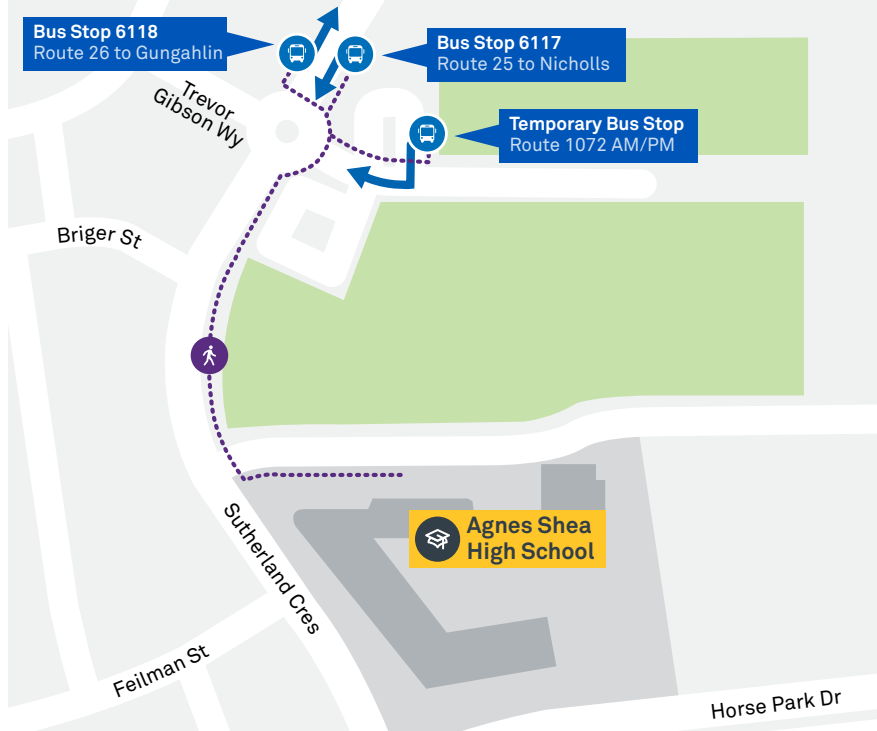 Bus Stop 6118
Route 26 to Gungahlin
Bus Stop 6117
Route 25 to Nicholls
Trevor
Gibson Wy
Temporary Bus Stop
Route 1072 AM/PM
Briger St
Agnes Shea
High School
Sutherland Cres
Feilman St
Horse Park Dr